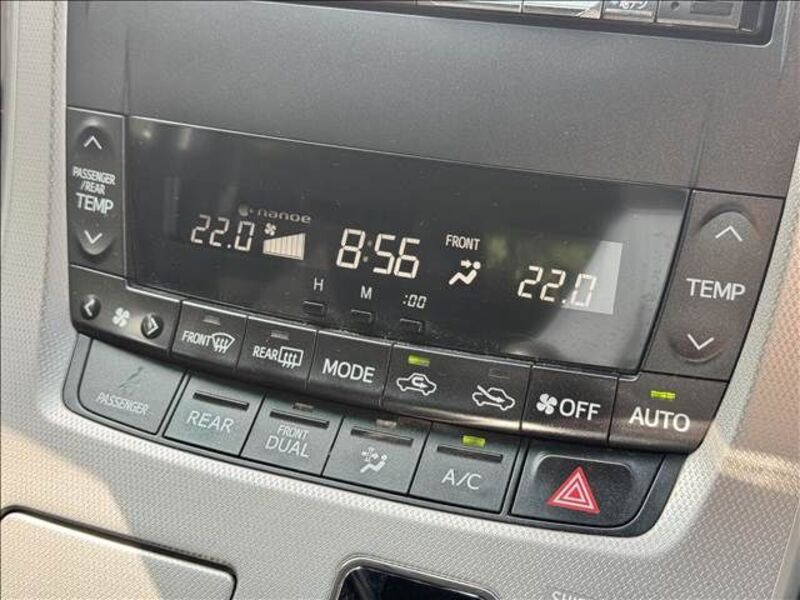 PASSENGER
/REAR
TEMP
nanoe
22.0
8:56
FRONT
22.0
H
M
:00
TEMP
FRONT
REAR
MODE
OFF
AUTO
PASSENGER
REAR
FRONT
DUAL
A/C